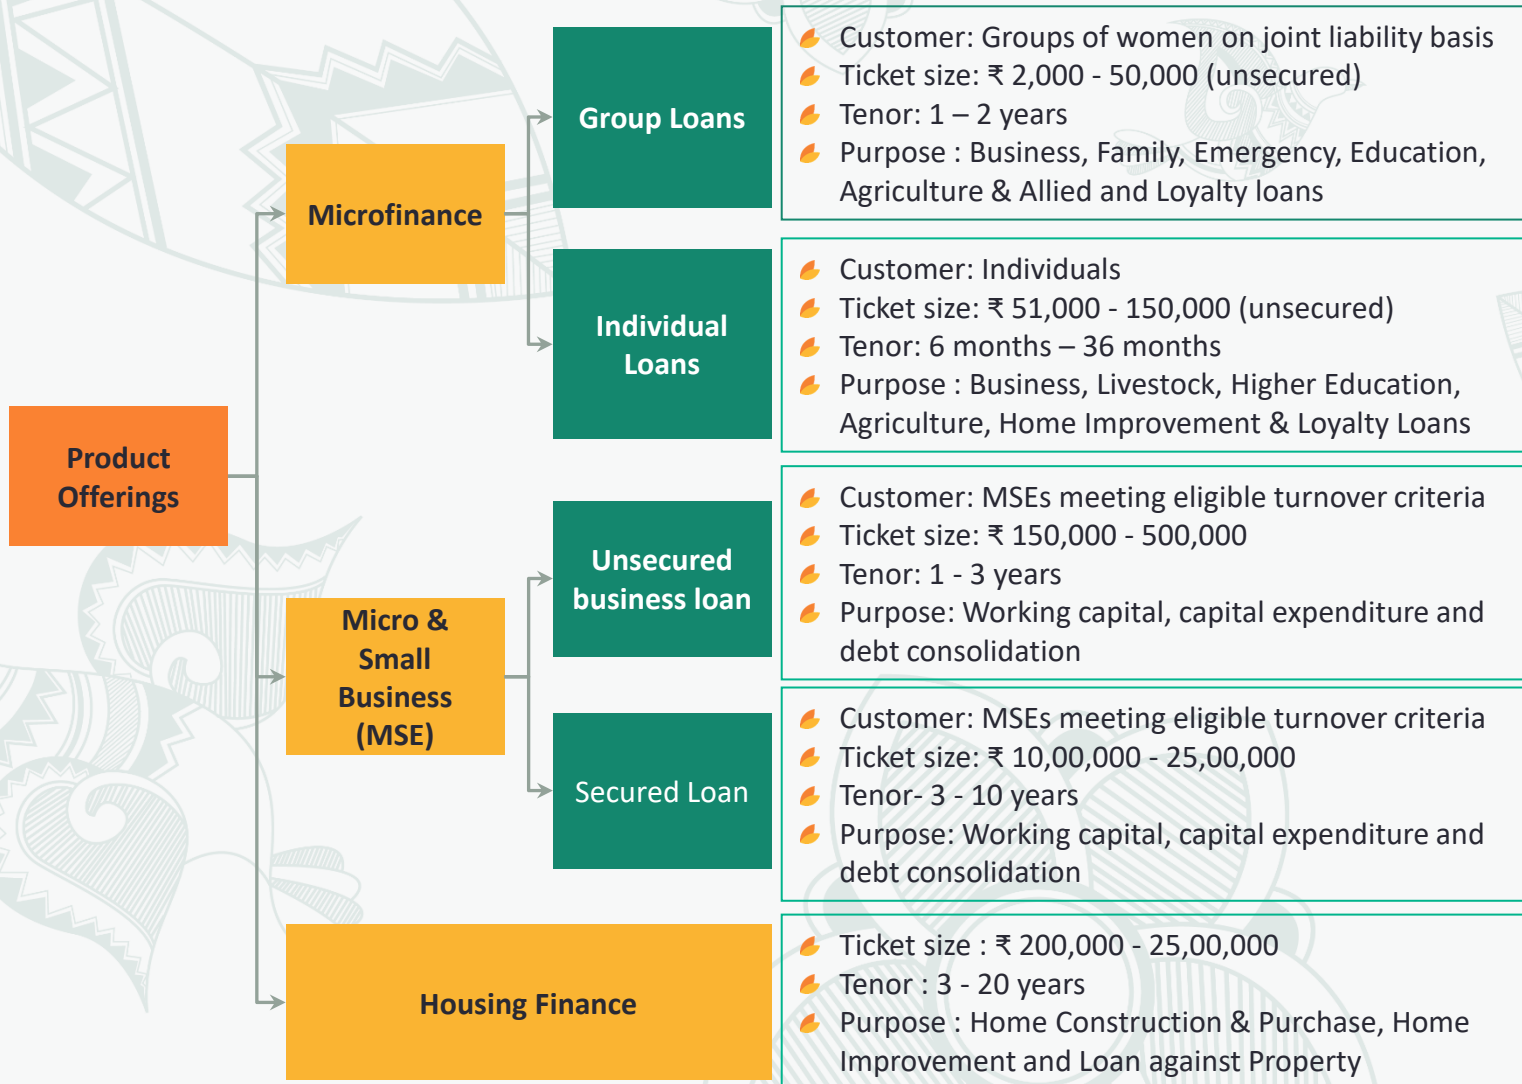 Product
Offerings
Microfinance
Group Loans
Customer: Groups of women on joint liability basis
Ticket size: ₹ 2,000 - 50,000 (unsecured)
Tenor: 1 – 2 years
Purpose : Business, Family, Emergency, Education,
Agriculture & Allied and Loyalty loans
Individual
Loans
Customer: Individuals
Ticket size: ₹ 51,000 - 150,000 (unsecured)
Tenor: 6 months – 36 months
Purpose : Business, Livestock, Higher Education,
Agriculture, Home Improvement & Loyalty Loans
Micro &
Small
Business
(MSE)
Unsecured
business loan
Customer: MSEs meeting eligible turnover criteria
Ticket size: ₹ 150,000 - 500,000
Tenor: 1 - 3 years
Purpose: Working capital, capital expenditure and
debt consolidation
Secured Loan
Customer: MSEs meeting eligible turnover criteria
Ticket size: ₹ 10,00,000 - 25,00,000
Tenor- 3 - 10 years
Purpose: Working capital, capital expenditure and
debt consolidation
Housing Finance
Ticket size : ₹ 200,000 - 25,00,000
Tenor : 3 - 20 years
Purpose : Home Construction & Purchase, Home
Improvement and Loan against Property